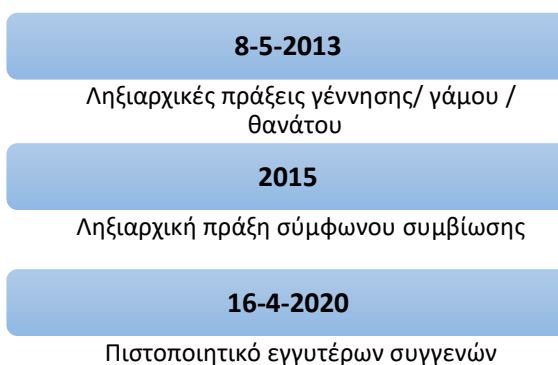 8-5-2013
Ληξιαρχικές πράξεις γέννησης/ γάμου /
θανάτου
2015
Ληξιαρχική πράξη σύμφωνου συμβίωσης
16-4-2020
Πιστοποιητικό εγγυτέρων συγγενών